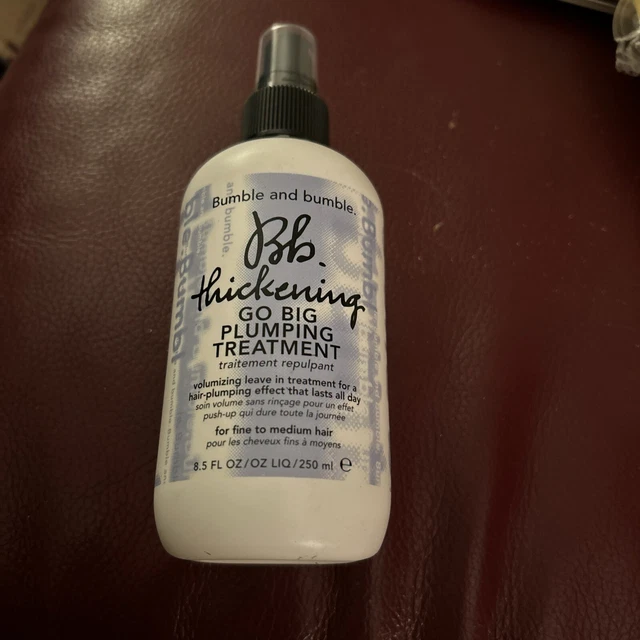 Bumble and bumble.
Bb.
thickening
GO BIG
PLUMPING
TREATMENT
traitement repulpant
volumizing leave in treatment for a
hair-plumping effect that lasts all day
soin volume sans rinçage pour un effet
push-up qui dure toute la journée
for fine to medium hair
pour les cheveux fins à moyens
8.5 FL OZ/OZ LIQ/250 ml e
and bumble.